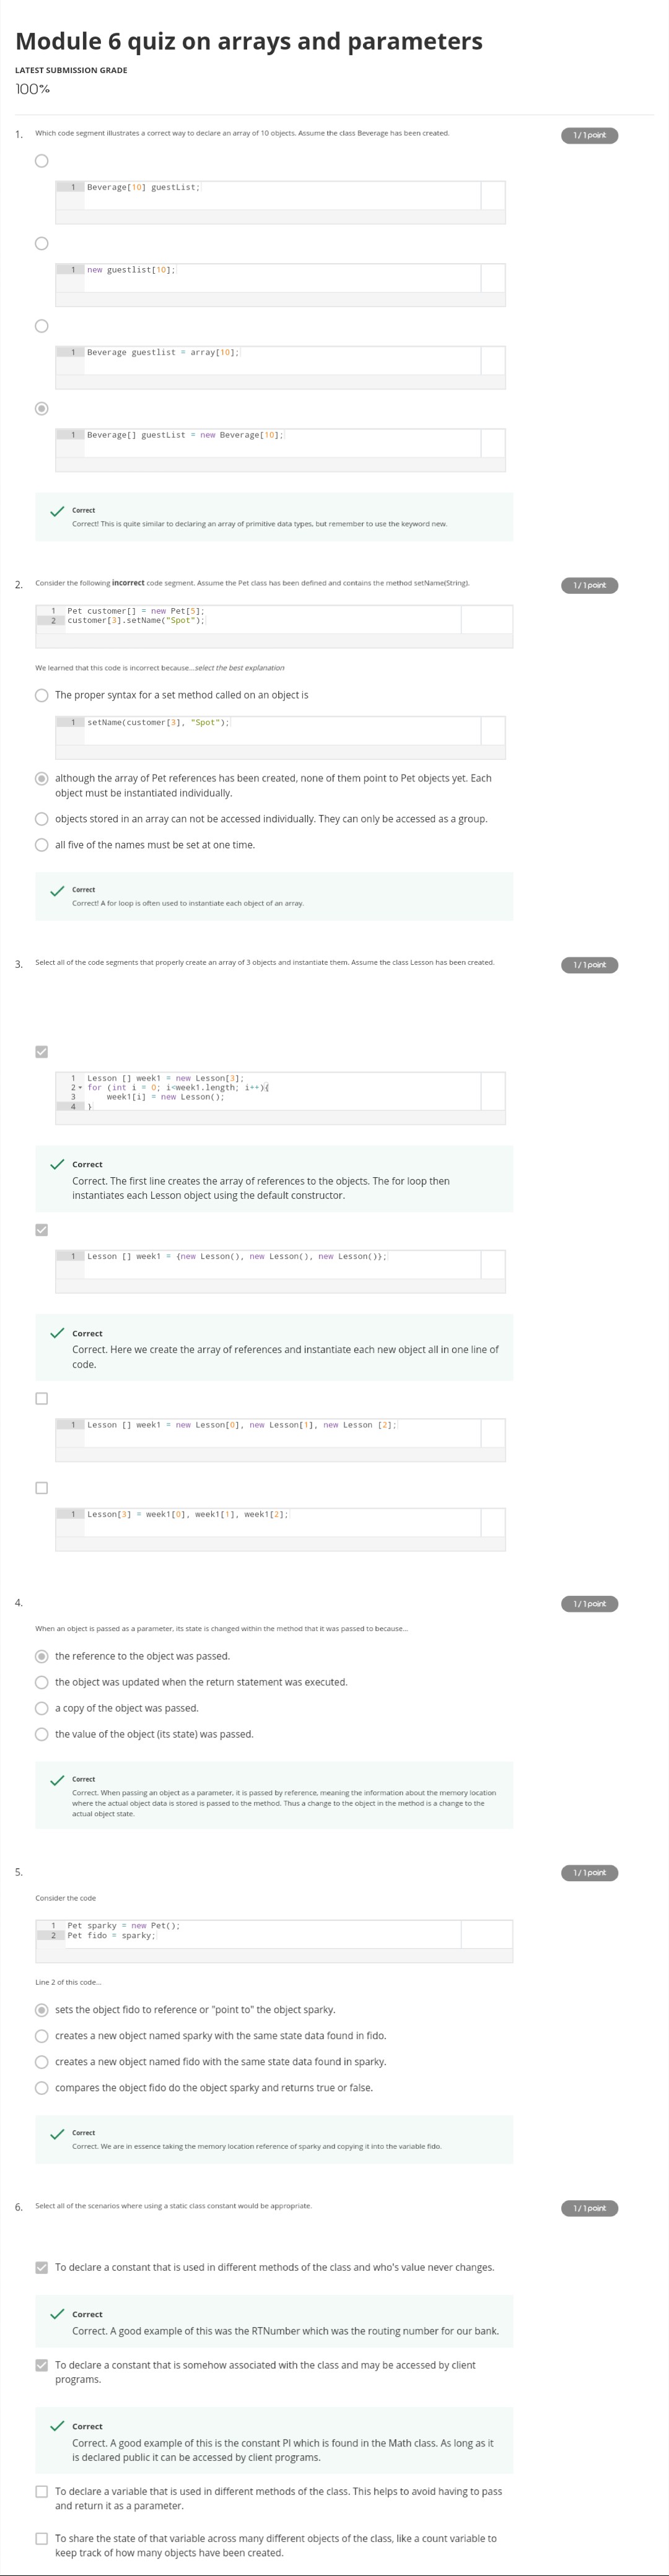 Module 6 quiz on arrays and parameters
LATEST SUBMISSION GRADE
100%
1. Which code segment illustrates a correct way to declare an array of 10 objects. Assume the class Beverage has been created.
1 / 1 point
1 Beverage[10] guestList;
1 new guestlist[10];
1 Beverage guestlist = array[10];
1 Beverage[] guestList = new Beverage[10];
Correct
Correct! This is quite similar to declaring an array of primitive data types, but remember to use the keyword new.
2. Consider the following incorrect code segment. Assume the Pet class has been defined and contains the method setName(String).
1 / 1 point
1 Pet customer[] = new Pet[5];
2 customer[3].setName("Spot");
We learned that this code is incorrect because...select the best explanation
The proper syntax for a set method called on an object is
1 setName(customer[3], "Spot");
although the array of Pet references has been created, none of them point to Pet objects yet. Each
object must be instantiated individually.
objects stored in an array can not be accessed individually. They can only be accessed as a group.
all five of the names must be set at one time.
Correct
Correct! A for loop is often used to instantiate each object of an array.
3. Select all of the code segments that properly create an array of 3 objects and instantiate them. Assume the class Lesson has been created.
1 / 1 point
1 Lesson [] week1 = new Lesson[3];
2 for (int i = 0; i<week1.length; i++){
3 week1[i] = new Lesson();
4 }
Correct
Correct. The first line creates the array of references to the objects. The for loop then
instantiates each Lesson object using the default constructor.
1 Lesson [] week1 = {new Lesson(), new Lesson(), new Lesson()};
Correct
Correct. Here we create the array of references and instantiate each new object all in one line of
code.
1 Lesson [] week1 = new Lesson[0], new Lesson[1], new Lesson [2];
1 Lesson[3] = week1[0], week1[1], week1[2];
4.
1 / 1 point
When an object is passed as a parameter, its state is changed within the method that it was passed to because...
the reference to the object was passed.
the object was updated when the return statement was executed.
a copy of the object was passed.
the value of the object (its state) was passed.
Correct
Correct. When passing an object as a parameter, it is passed by reference, meaning the information about the memory location
where the actual object data is stored is passed to the method. Thus a change to the object in the method is a change to the
actual object state.
5.
1 / 1 point
Consider the code
1 Pet sparky = new Pet();
2 Pet fido = sparky;
Line 2 of this code...
sets the object fido to reference or "point to" the object sparky.
creates a new object named sparky with the same state data found in fido.
creates a new object named fido with the same state data found in sparky.
compares the object fido do the object sparky and returns true or false.
Correct
Correct. We are in essence taking the memory location reference of sparky and copying it into the variable fido.
6. Select all of the scenarios where using a static class constant would be appropriate.
1 / 1 point
To declare a constant that is used in different methods of the class and who's value never changes.
Correct
Correct. A good example of this was the RTNumber which was the routing number for our bank.
To declare a constant that is somehow associated with the class and may be accessed by client
programs.
Correct
Correct. A good example of this is the constant PI which is found in the Math class. As long as it
is declared public it can be accessed by client programs.
To declare a variable that is used in different methods of the class. This helps to avoid having to pass
and return it as a parameter.
To share the state of that variable across many different objects of the class, like a count variable to
keep track of how many objects have been created.